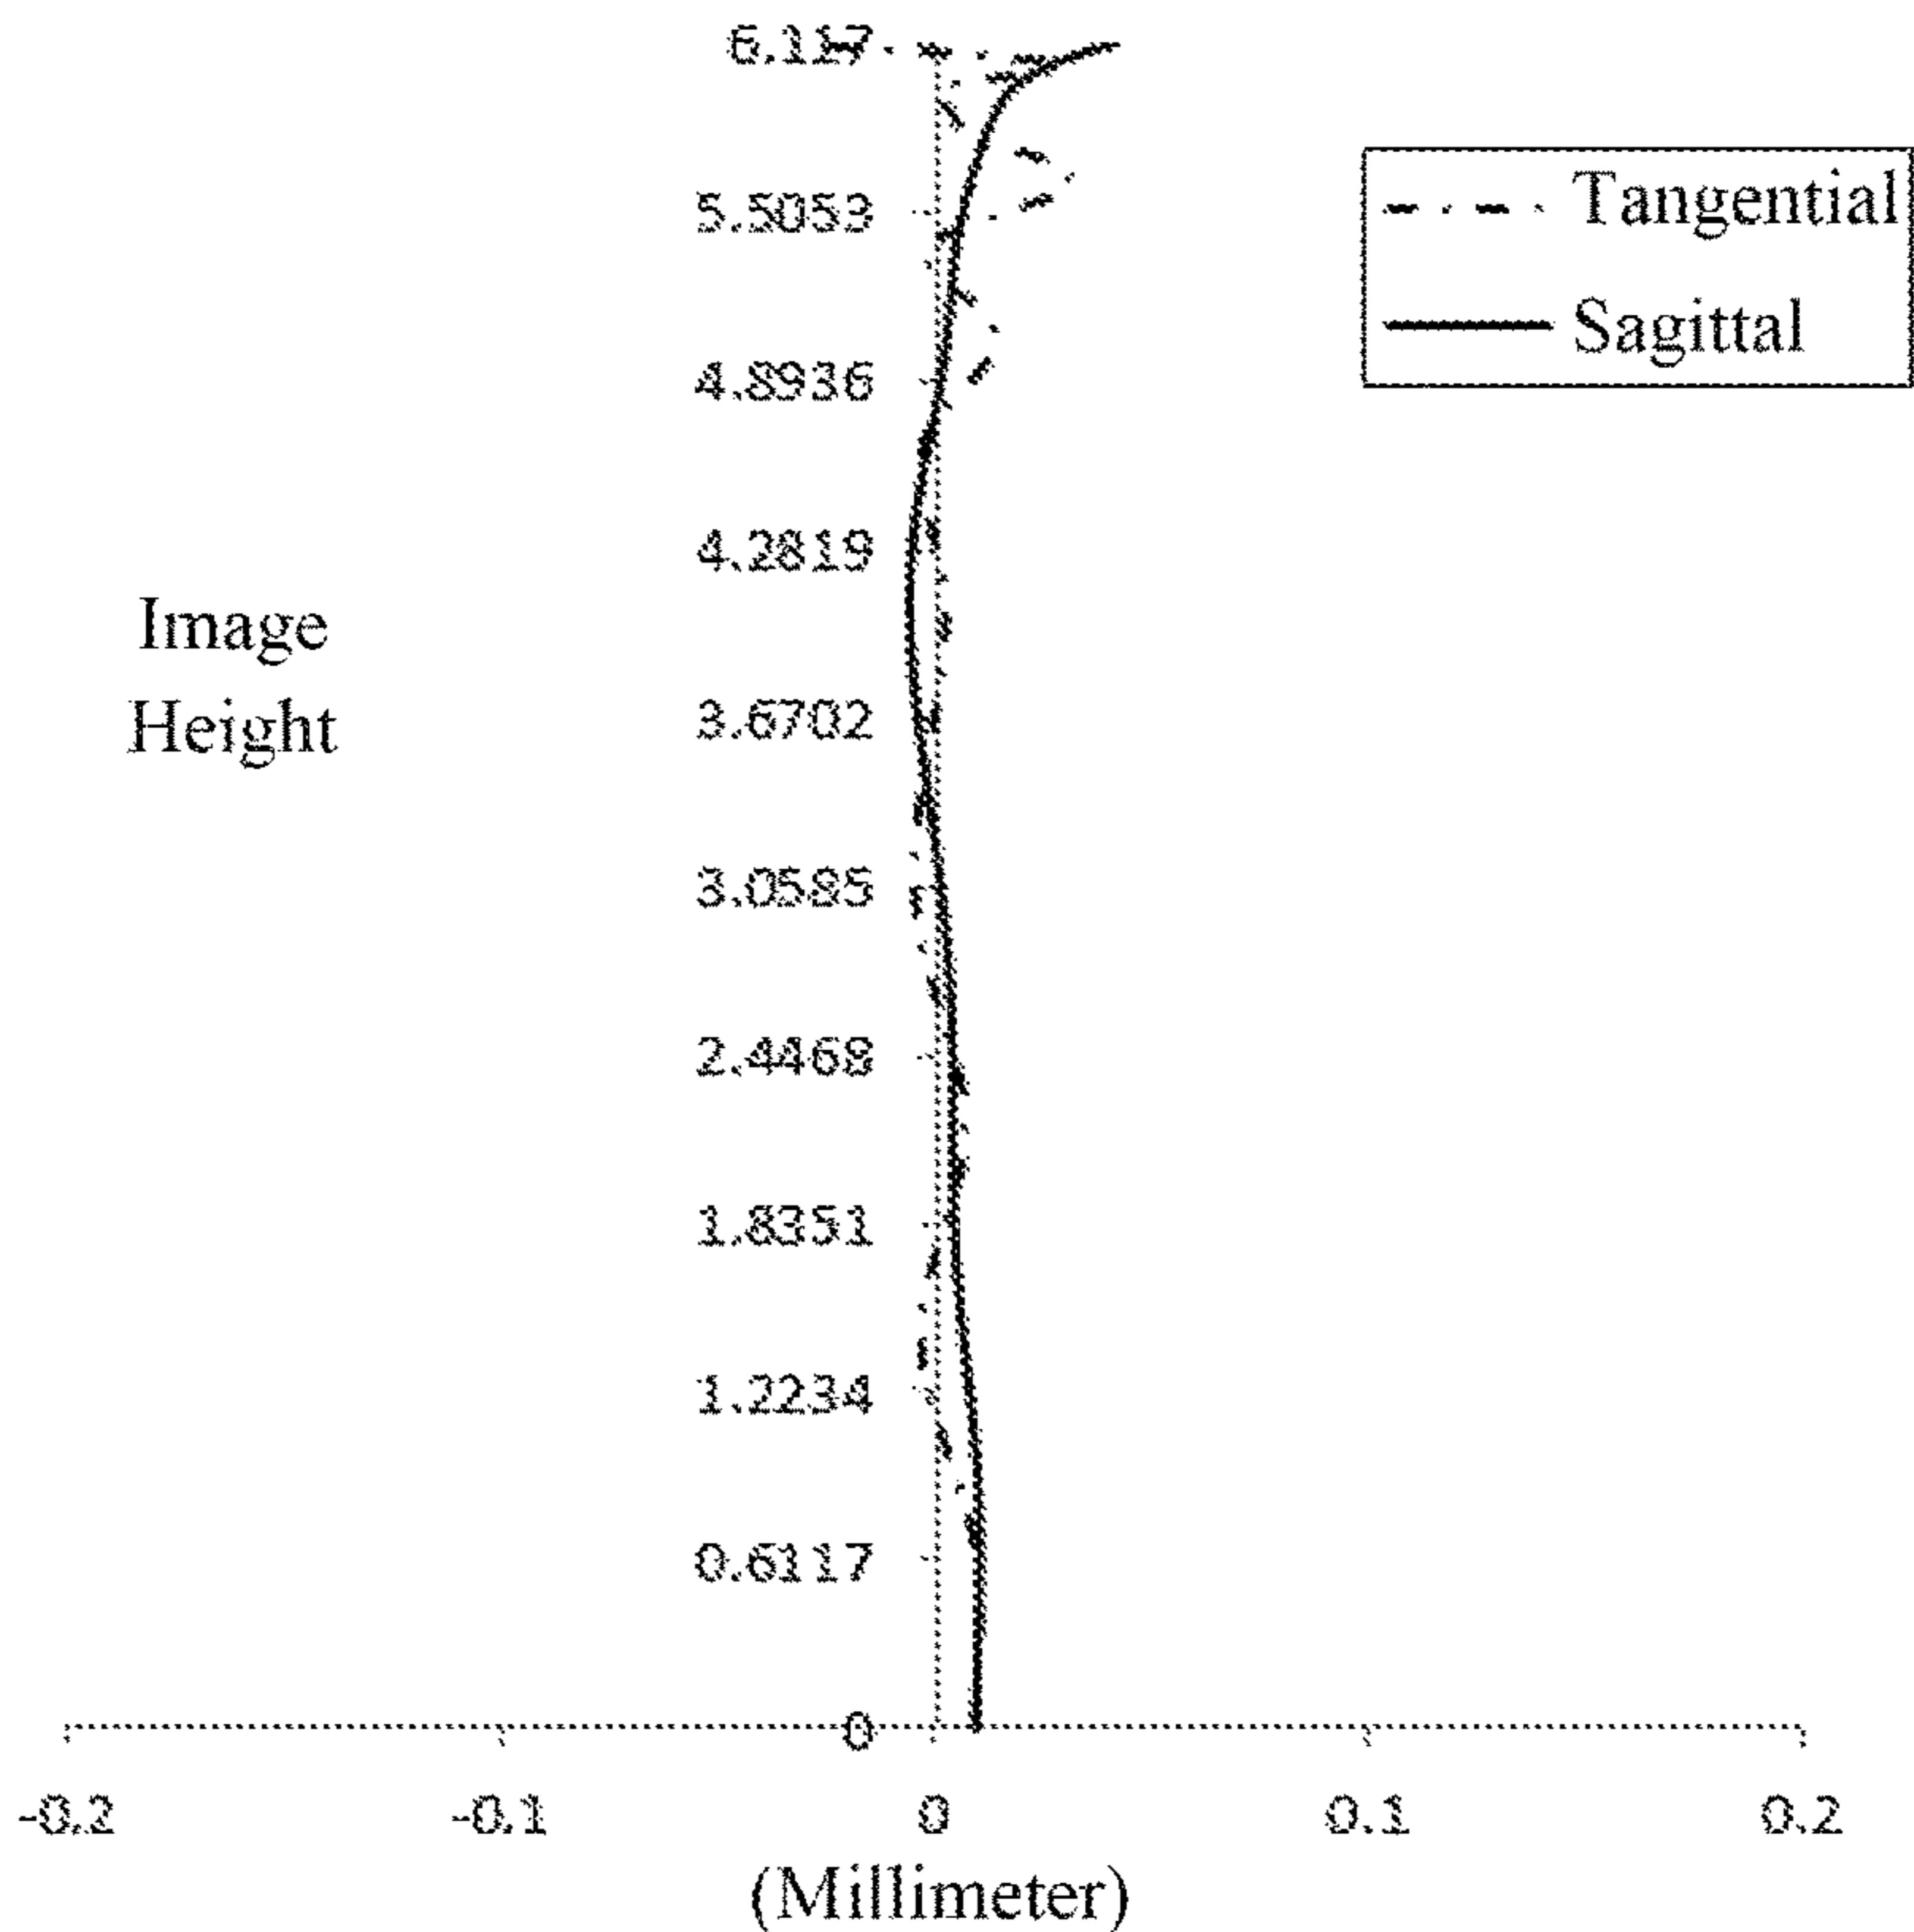 6.117
5.5053
4.8936
4.2819
3.6702
3.0585
2.4468
1.8351
1.2234
0.6117
0
Image
Height
Tangential
Sagittal
-0.2 -0.1 0 0.1 0.2
(Millimeter)